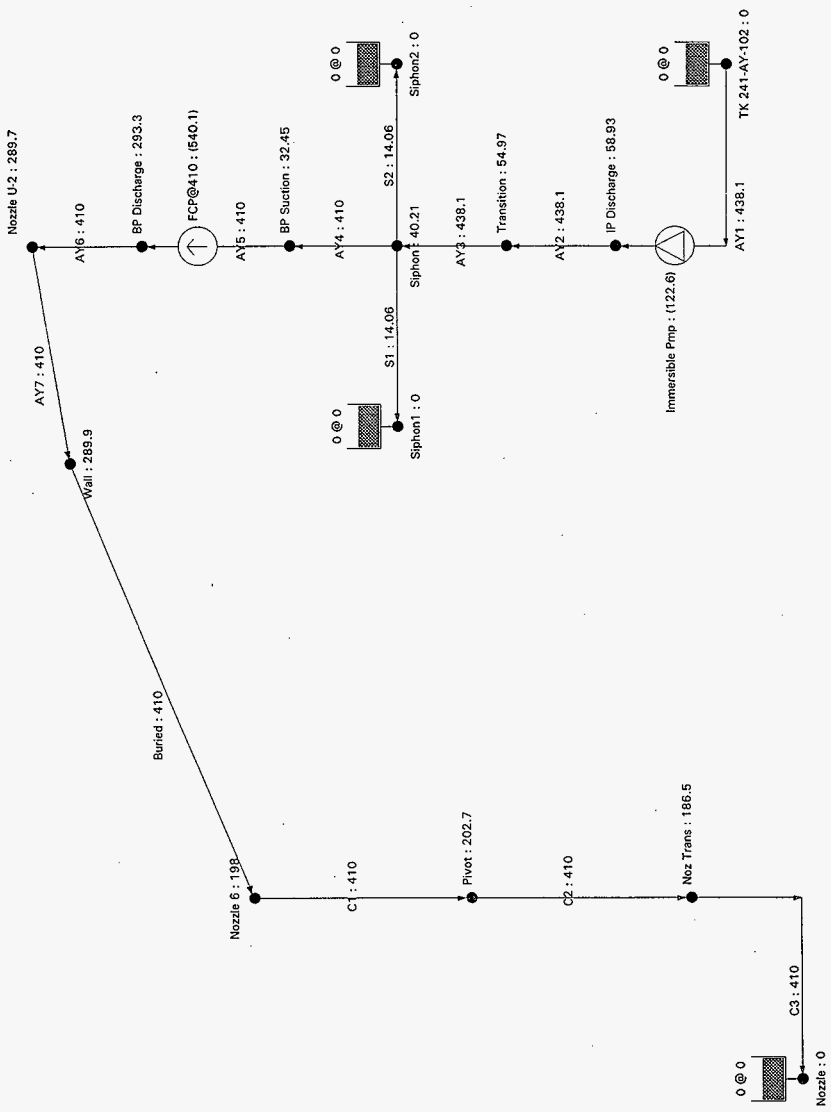 Nozzle U-2 : 289.7
AY6 : 410
BP Discharge : 293.3
FCP@410 : (540.1)
AY5 : 410
BP Suction : 32.45
AY4 : 410
0 @ 0
Siphon2 : 0
S2 : 14.06
Siphon : 40.21
S1 : 14.06
0 @ 0
Siphon1 : 0
AY3 : 438.1
Transition : 54.97
AY2 : 438.1
IP Discharge : 58.93
Immersible Pmp : (122.6)
AY1 : 438.1
0 @ 0
TK 241-AY-102 : 0
AY7 : 410
Wall : 289.9
Buried : 410
Nozzle 6 : 198
C1 : 410
Pivot : 202.7
C2 : 410
Noz Trans : 186.5
C3 : 410
0 @ 0
Nozzle : 0